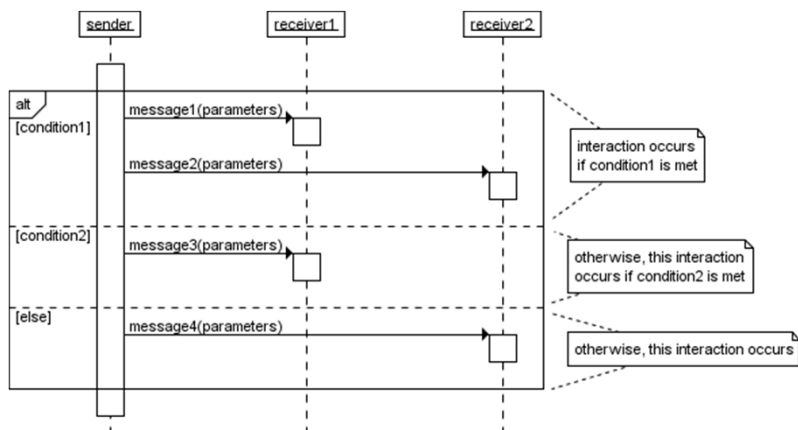 sender
receiver1
receiver2
alt
[condition1]
message1(parameters)
message2(parameters)
interaction occurs
if condition1 is met
[condition2]
message3(parameters)
otherwise, this interaction
occurs if condition2 is met
[else]
message4(parameters)
otherwise, this interaction occurs